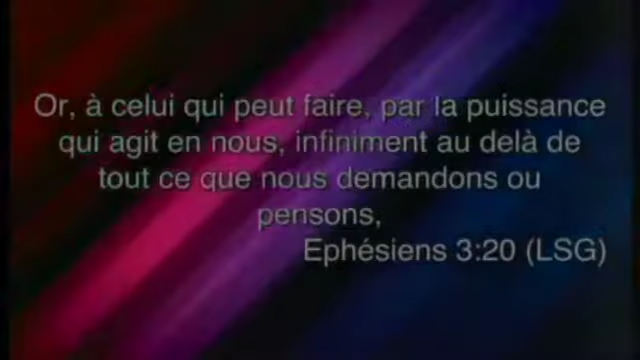 Or, à celui qui peut faire, par la puissance
qui agit en nous, infiniment au delà de
tout ce que nous demandons ou
pensons,
Ephésiens 3:20 (LSG)